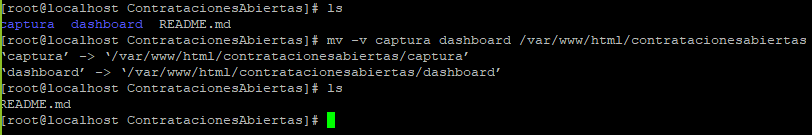 [root@localhost ContratacionesAbiertas]# ls
captura  dashboard  README.md
[root@localhost ContratacionesAbiertas]# mv -v captura dashboard /var/www/html/contratacionesabiertas
‘captura’ -> ‘/var/www/html/contratacionesabiertas/captura’
‘dashboard’ -> ‘/var/www/html/contratacionesabiertas/dashboard’
[root@localhost ContratacionesAbiertas]# ls
README.md
[root@localhost ContratacionesAbiertas]#